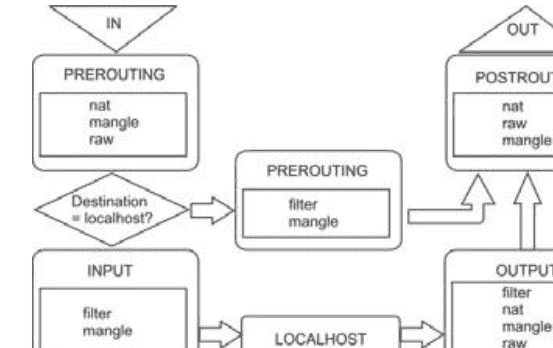 IN
OUT
PREROUTING
nat
mangle
raw
POSTROUT
nat
raw
mangle
PREROUTING
filter
mangle
Destination
= localhost?
INPUT
filter
mangle
LOCALHOST
OUTPUT
filter
nat
mangle
raw